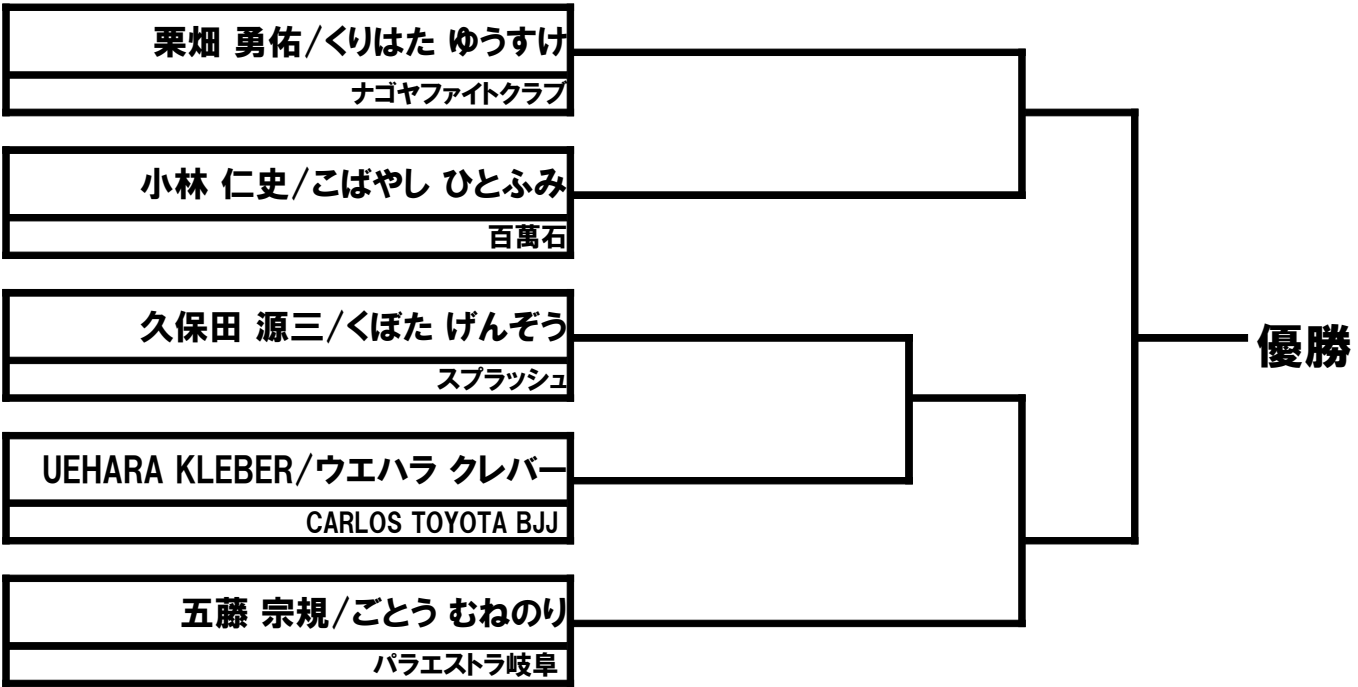 栗畑 勇佑/くりはた ゆうすけ
ナゴヤファイトクラブ
小林 仁史/こばやし ひとふみ
百萬石
久保田 源三/くぼた げんぞう
スプラッシュ
UEHARA KLEBER/ウエハラ クレバー
CARLOS TOYOTA BJJ
五藤 宗規/ごとう むねのり
パラエストラ岐阜
優勝